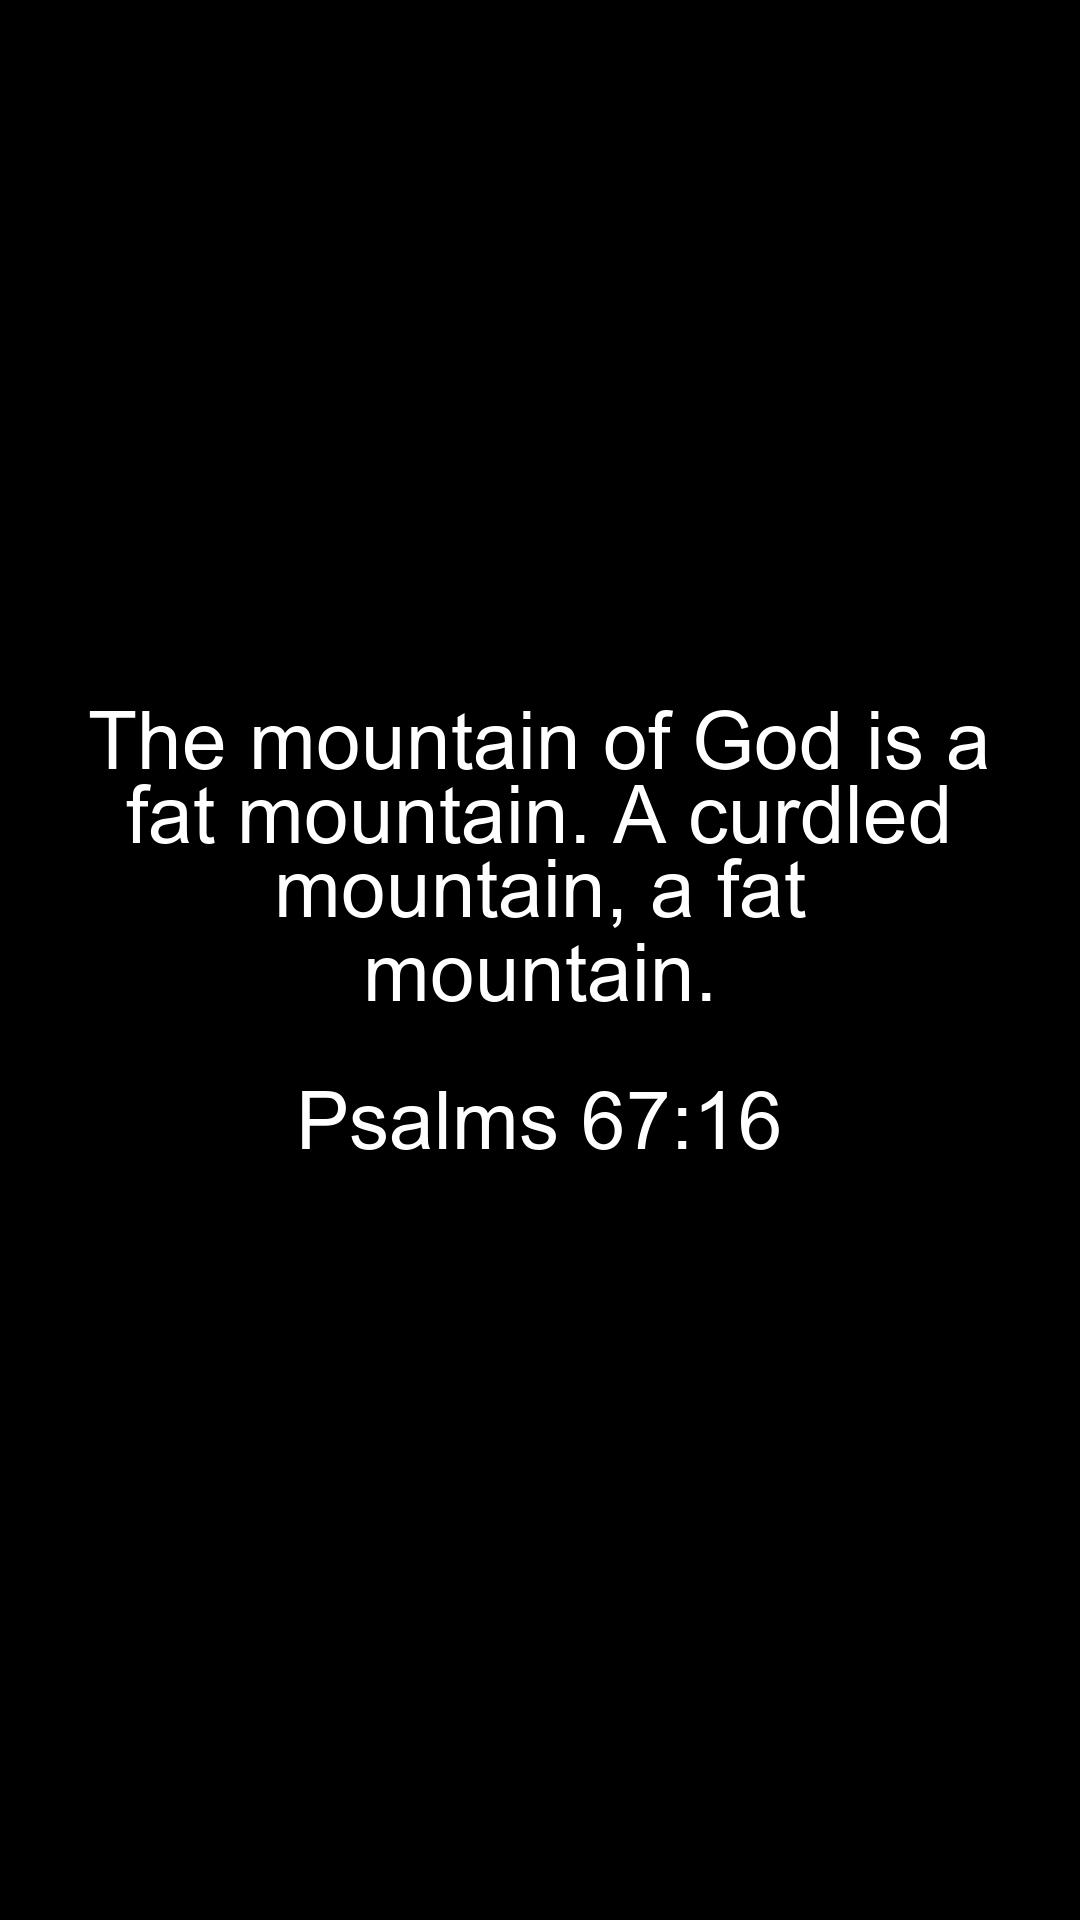 The mountain of God is a
fat mountain. A curdled
mountain, a fat
mountain.
Psalms 67:16